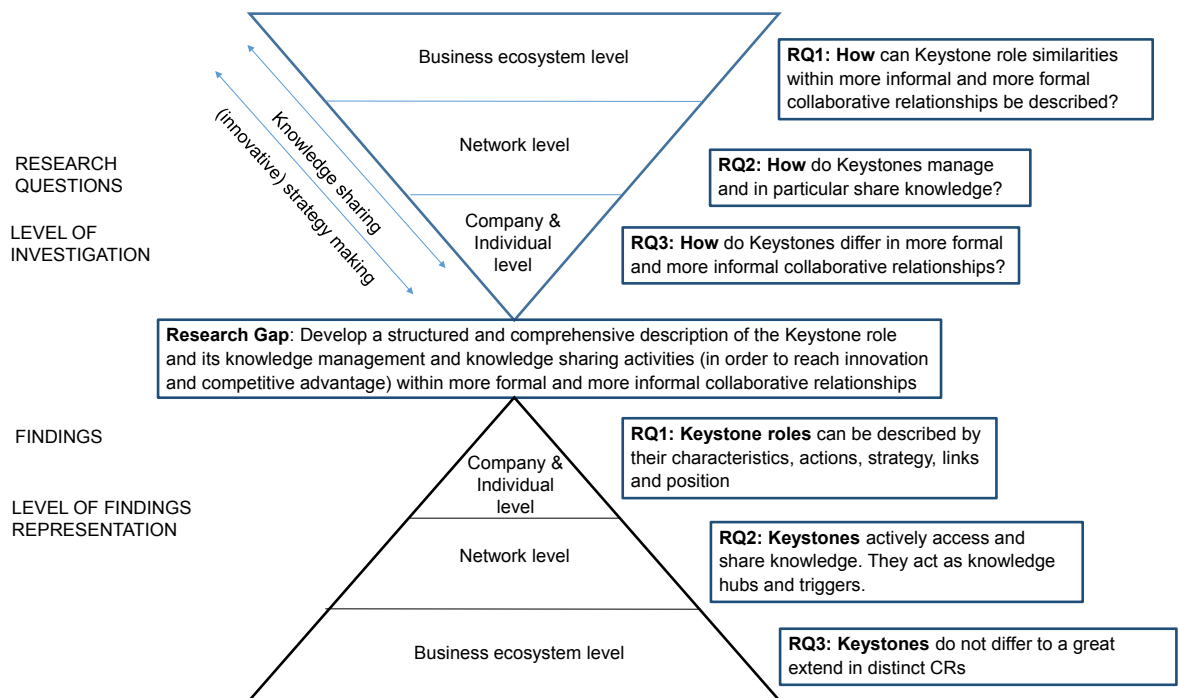 Business ecosystem level
RQ1: How can Keystone role similarities
within more informal and more formal
collaborative relationships be described?
Knowledge sharing
(innovative) strategy making
Network level
RESEARCH
QUESTIONS
RQ2: How do Keystones manage
and in particular share knowledge?
LEVEL OF
INVESTIGATION
Company &
Individual
level
RQ3: How do Keystones differ in more formal
and more informal collaborative relationships?
Research Gap: Develop a structured and comprehensive description of the Keystone role
and its knowledge management and knowledge sharing activities (in order to reach innovation
and competitive advantage) within more formal and more informal collaborative relationships
FINDINGS
RQ1: Keystone roles can be described by
their characteristics, actions, strategy, links
and position
Company &
Individual
level
LEVEL OF FINDINGS
REPRESENTATION
Network level
RQ2: Keystones actively access and
share knowledge. They act as knowledge
hubs and triggers.
Business ecosystem level
RQ3: Keystones do not differ to a great
extend in distinct CRs